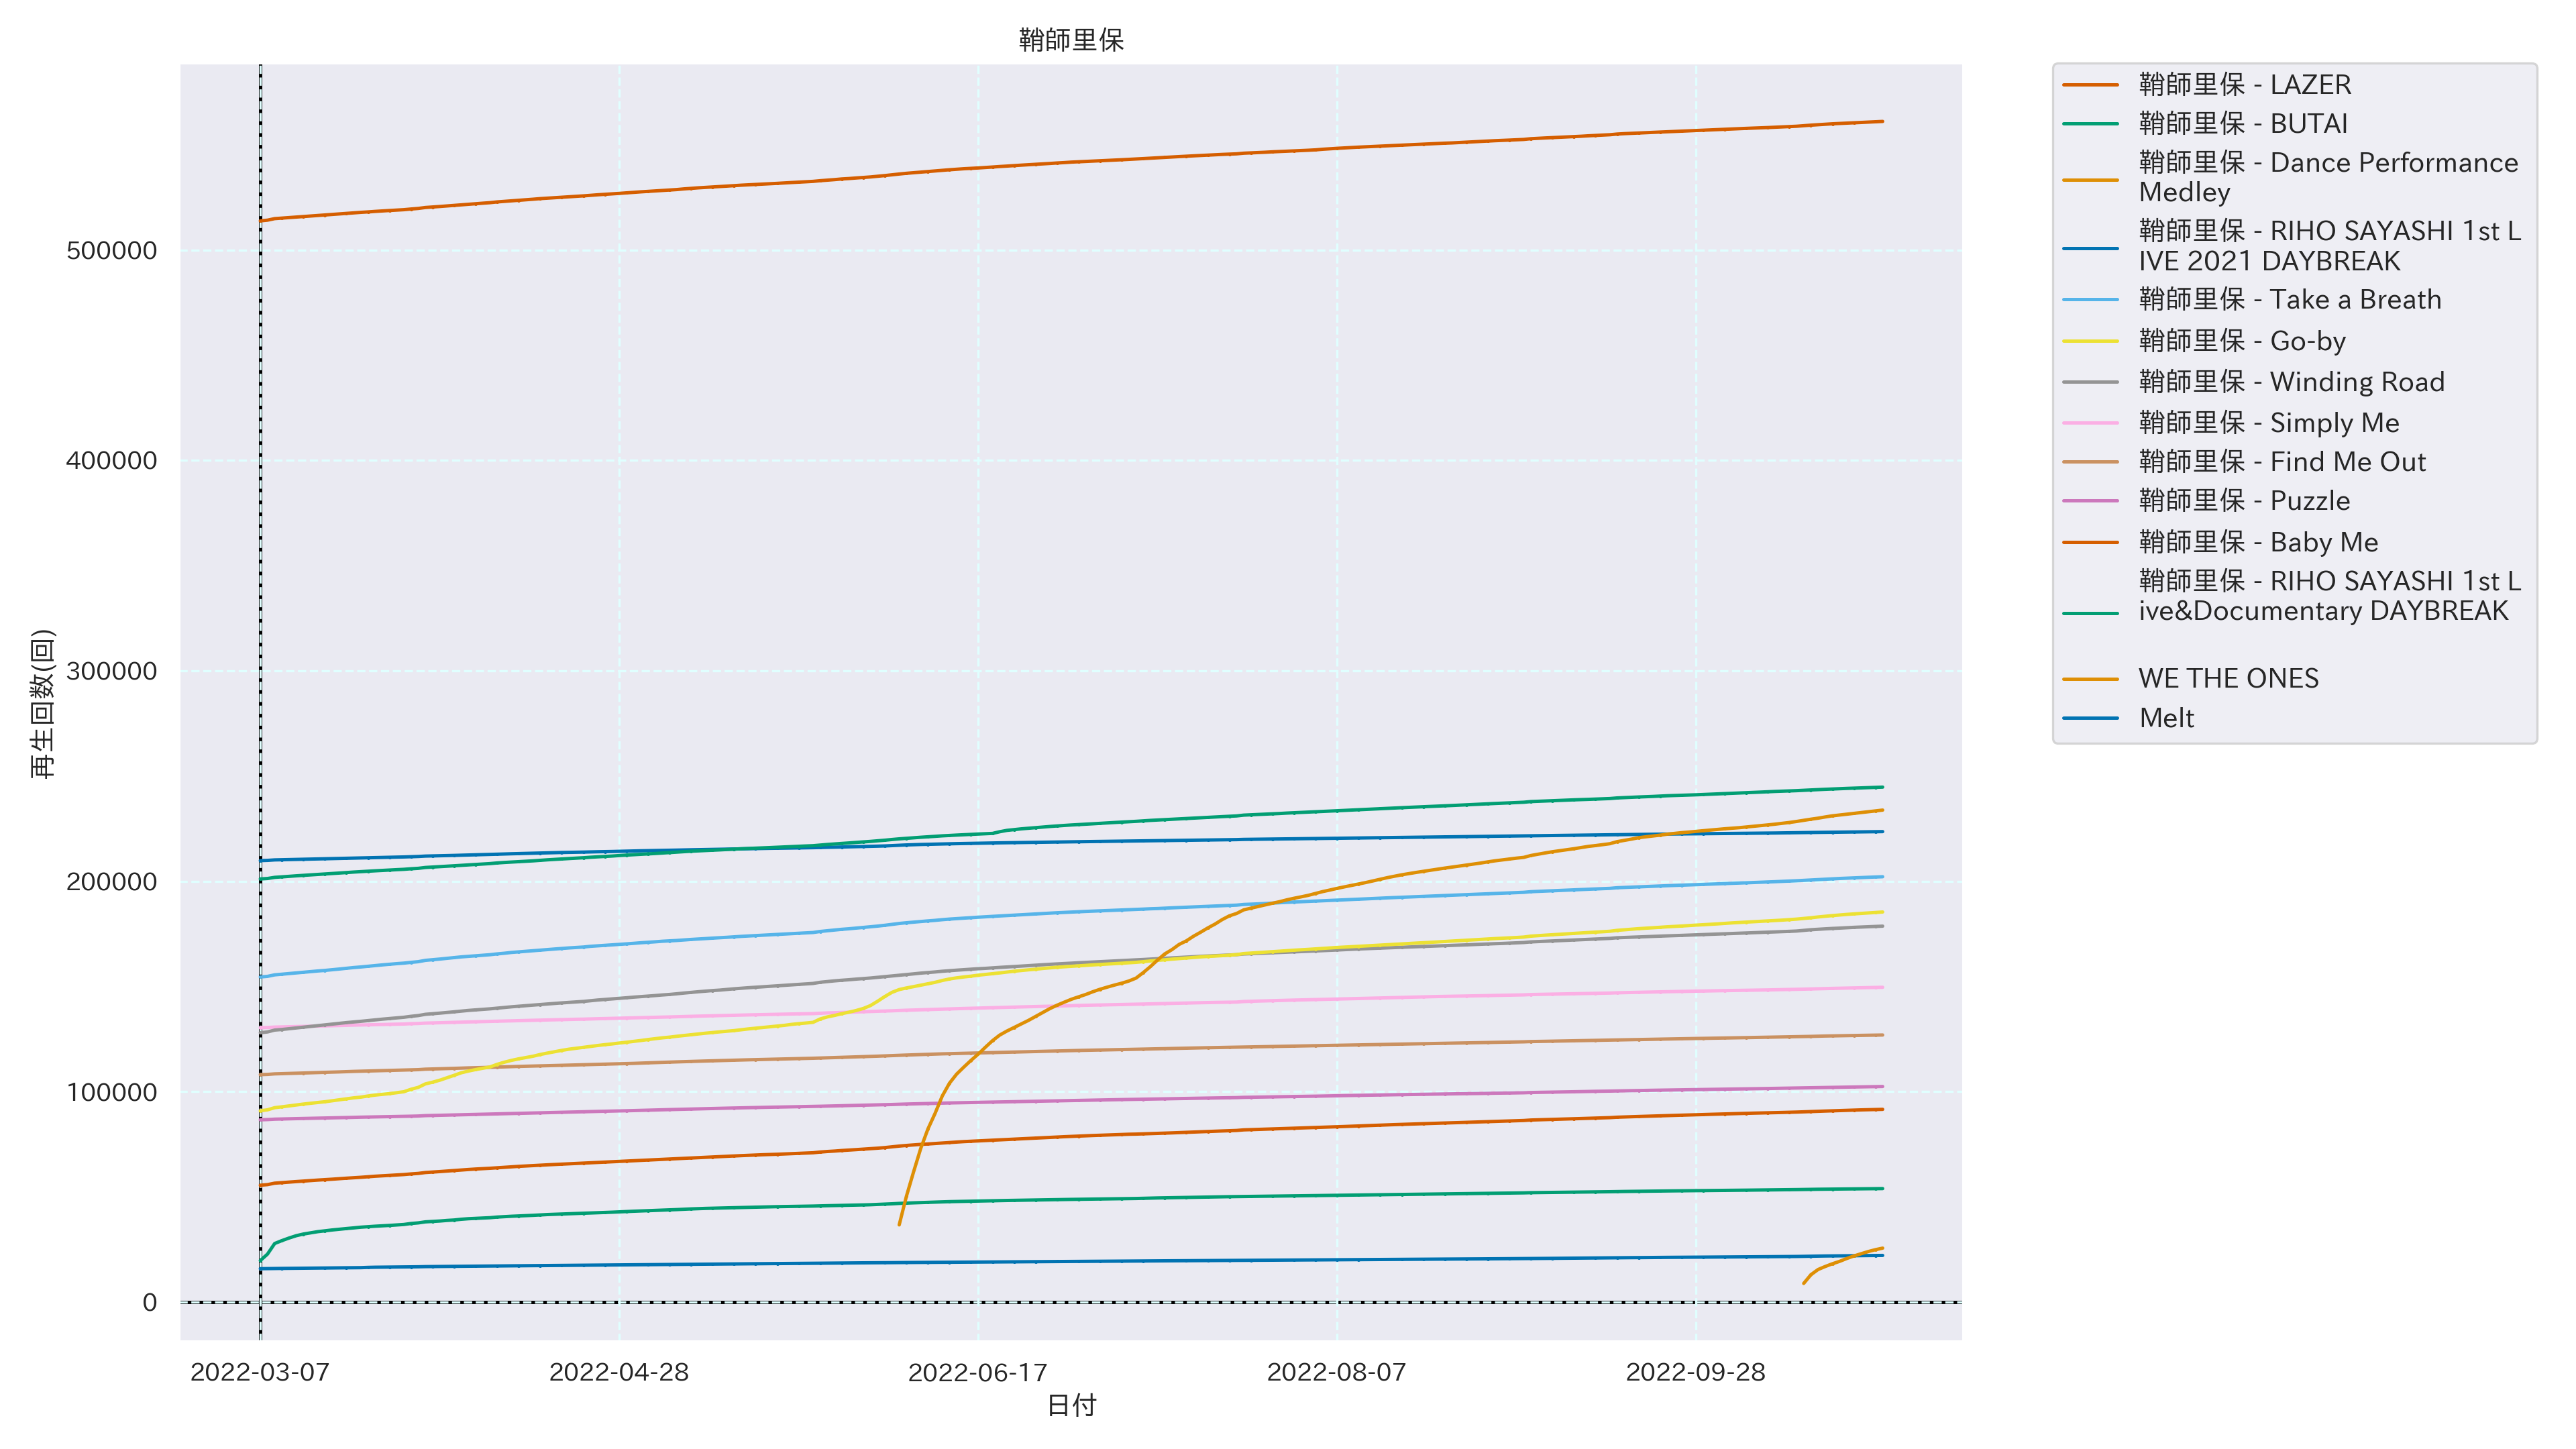 鞘師里保
再生回数(回)
500000
400000
300000
200000
100000
0
2022-03-07
2022-04-28
2022-06-17
2022-08-07
2022-09-28
日付
鞘師里保 - LAZER
鞘師里保 - BUTAI
鞘師里保 - Dance Performance
Medley
鞘師里保 - RIHO SAYASHI 1st L
IVE 2021 DAYBREAK
鞘師里保 - Take a Breath
鞘師里保 - Go-by
鞘師里保 - Winding Road
鞘師里保 - Simply Me
鞘師里保 - Find Me Out
鞘師里保 - Puzzle
鞘師里保 - Baby Me
鞘師里保 - RIHO SAYASHI 1st L
ive&Documentary DAYBREAK
WE THE ONES
Melt